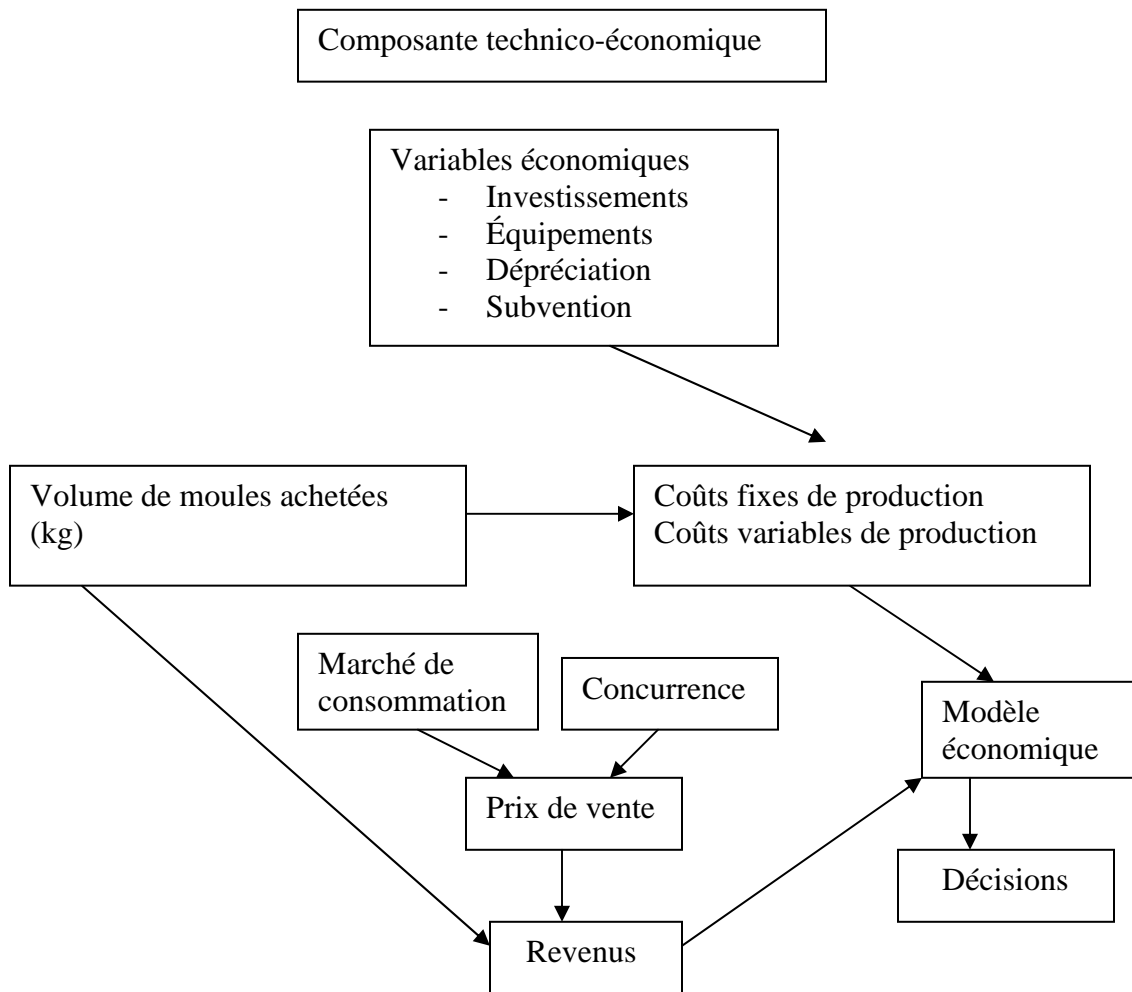 Composante technico-économique
Variables économiques
- Investissements
- Équipements
- Dépréciation
- Subvention
Volume de moules achetées
(kg)
Coûts fixes de production
Coûts variables de production
Marché de
consommation
Concurrence
Modèle
économique
Prix de vente
Décisions
Revenus